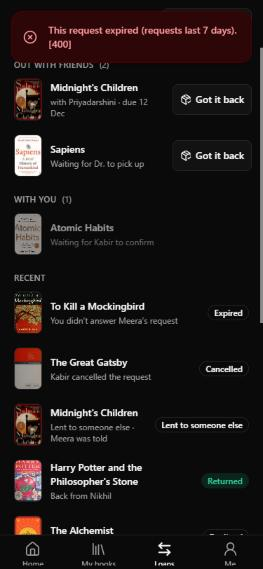 This request expired (requests last 7 days).
[400]
OUT WITH FRIENDS (2)
Midnight's Children
with Priyadarshini · due 12
Dec
Got it back
Sapiens
Sapiens
Waiting for Dr. to pick up
Got it back
WITH YOU (1)
Atomic
Habits
Atomic Habits
Waiting for Kabir to confirm
RECENT
To Kill a Mockingbird
You didn't answer Meera's request
Expired
The Great Gatsby
Kabir cancelled the request
Cancelled
Midnight's Children
Lent to someone else ·
Meera was told
Lent to someone else
Harry Potter and the
Philosopher's Stone
Back from Nikhil
Returned
The Alchemist
Home
My books
Loans
Me